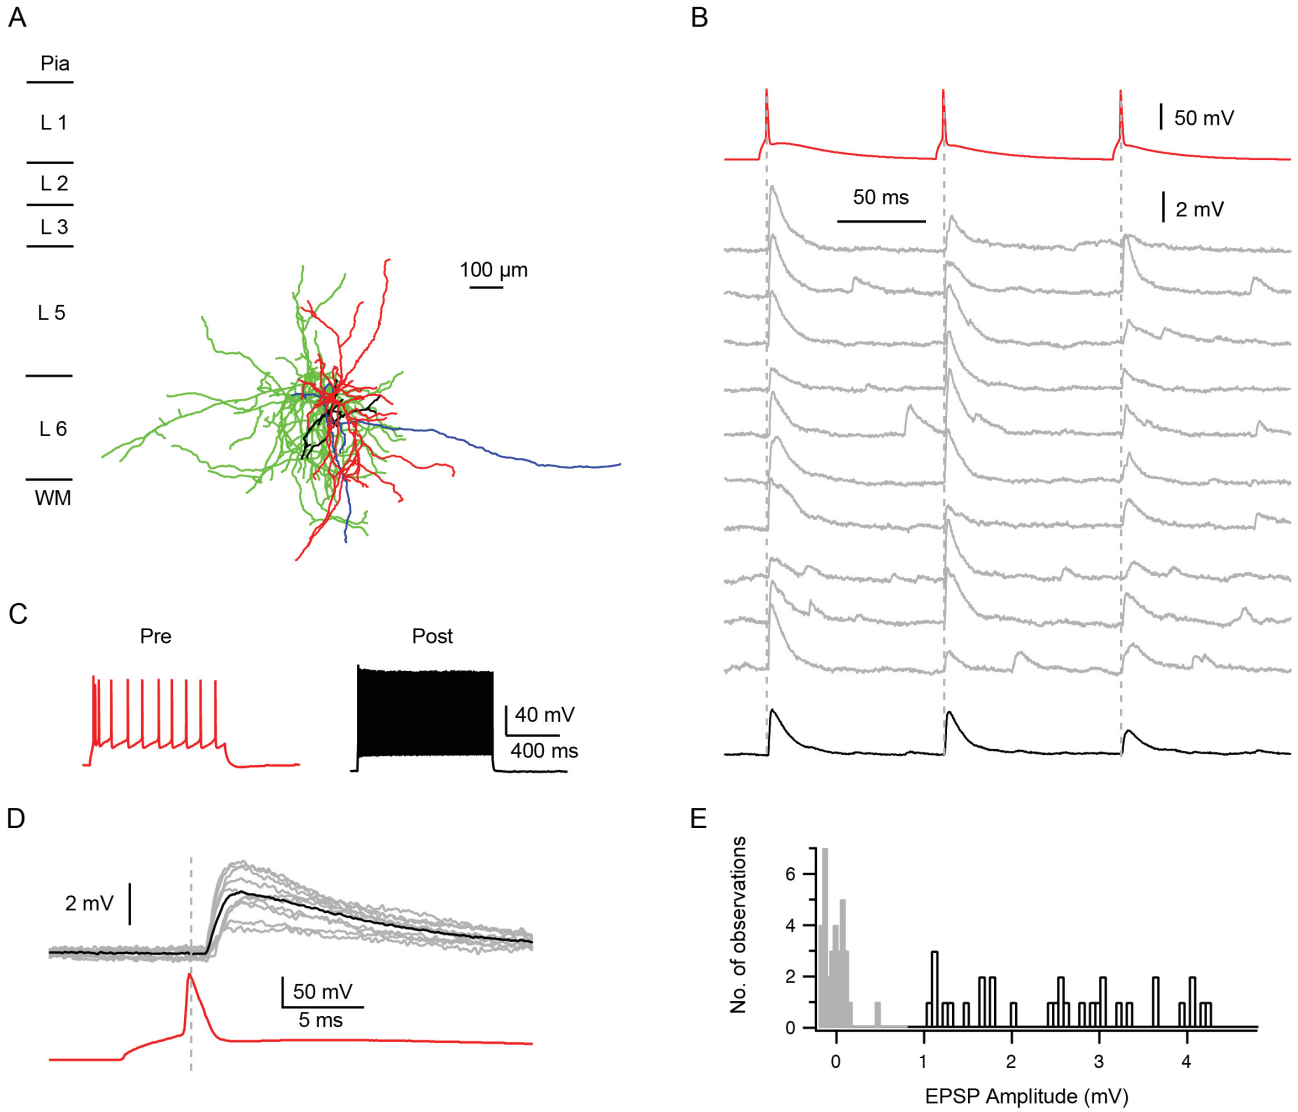 A
Pia
L 1
L 2
L 3
L 5
L 6
WM
100 µm
B
50 mV
50 ms
2 mV
C
Pre
Post
40 mV
400 ms
D
2 mV
50 mV
5 ms
E
No. of observations
6
4
2
0
0 1 2 3 4
EPSP Amplitude (mV)